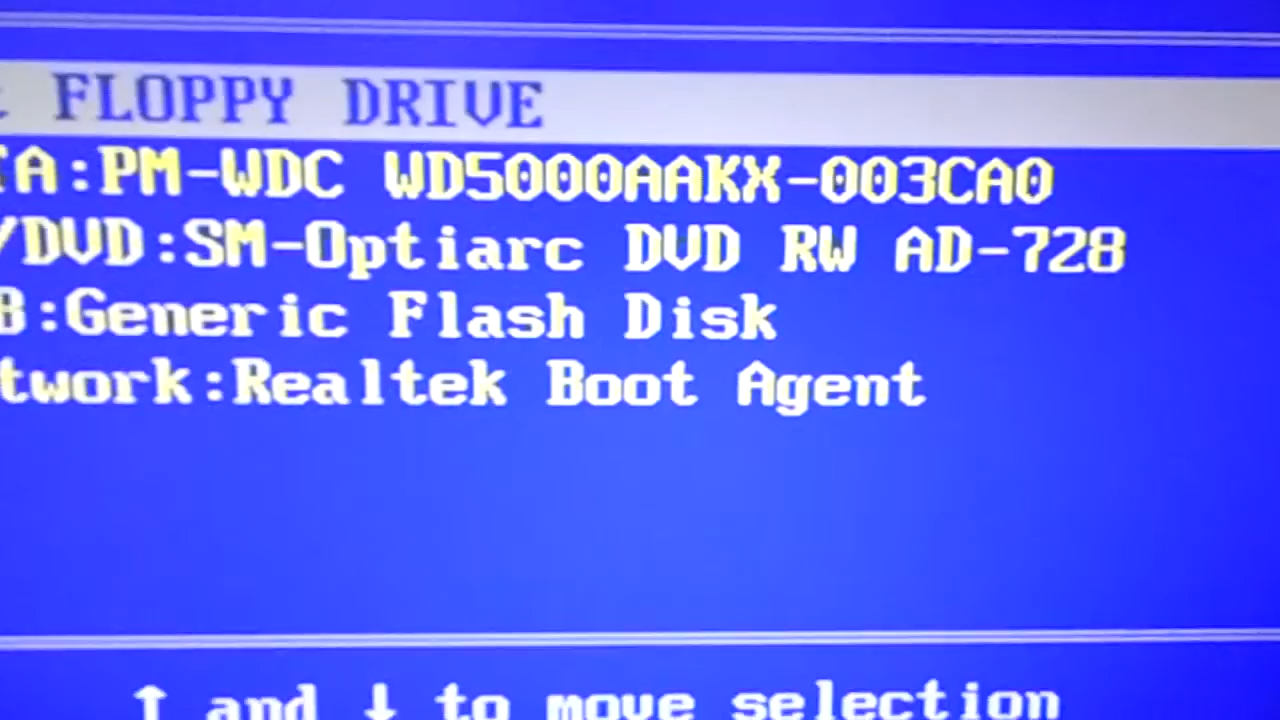 FLOPPY DRIVE
A:PM-WDC WD5000AAKX-003CA0
/DVD:SM-Optiarc DVD RW AD-728
B:Generic Flash Disk
twork:Realtek Boot Agent
↑ and ↓ to move selection